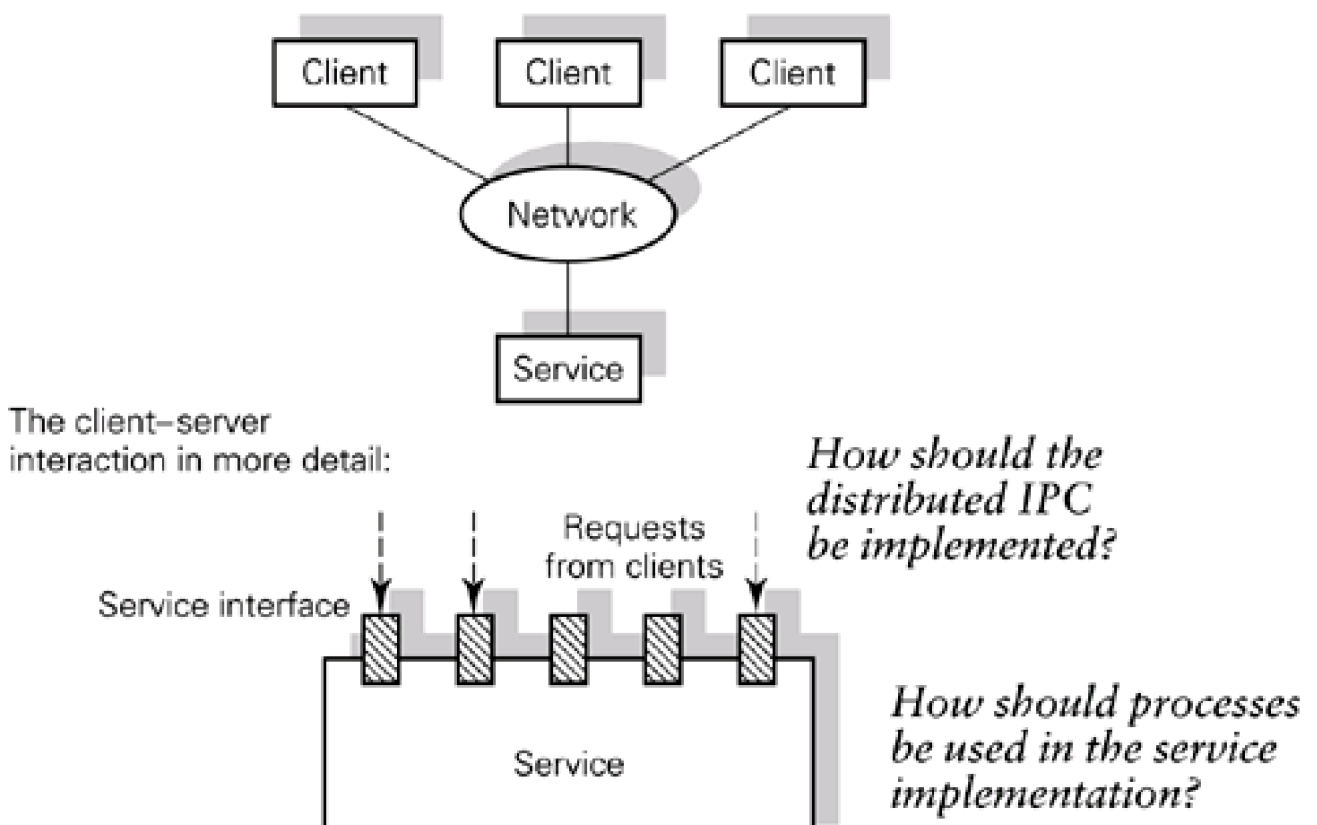 Client
Client
Client
Network
Service
The client–server
interaction in more detail:
How should the
distributed IPC
be implemented?
Requests
from clients
Service interface
Service
How should processes
be used in the service
implementation?